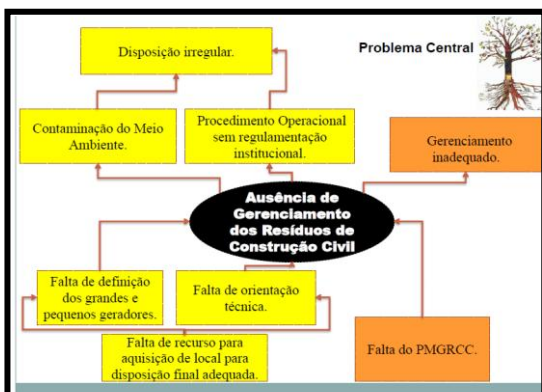 Problema Central
Disposição irregular.
Contaminação do Meio
Ambiente.
Procedimento Operacional
sem regulamentação
institucional.
Gerenciamento
inadequado.
Ausência de
Gerenciamento
dos Resíduos de
Construção Civil
Falta de definição
dos grandes e
pequenos geradores.
Falta de orientação
técnica.
Falta de recurso para
aquisição de local para
disposição final adequada.
Falta do PMGRCC.